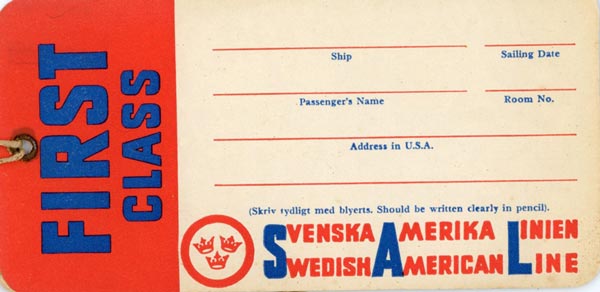 FIRST
CLASS
Ship Sailing Date
Passenger's Name Room No.
Address in U.S.A.
(Skriv tydligt med blyerts. Should be written clearly in pencil).
SVENSKA AMERIKA LINIEN
SWEDISH AMERICAN LINE